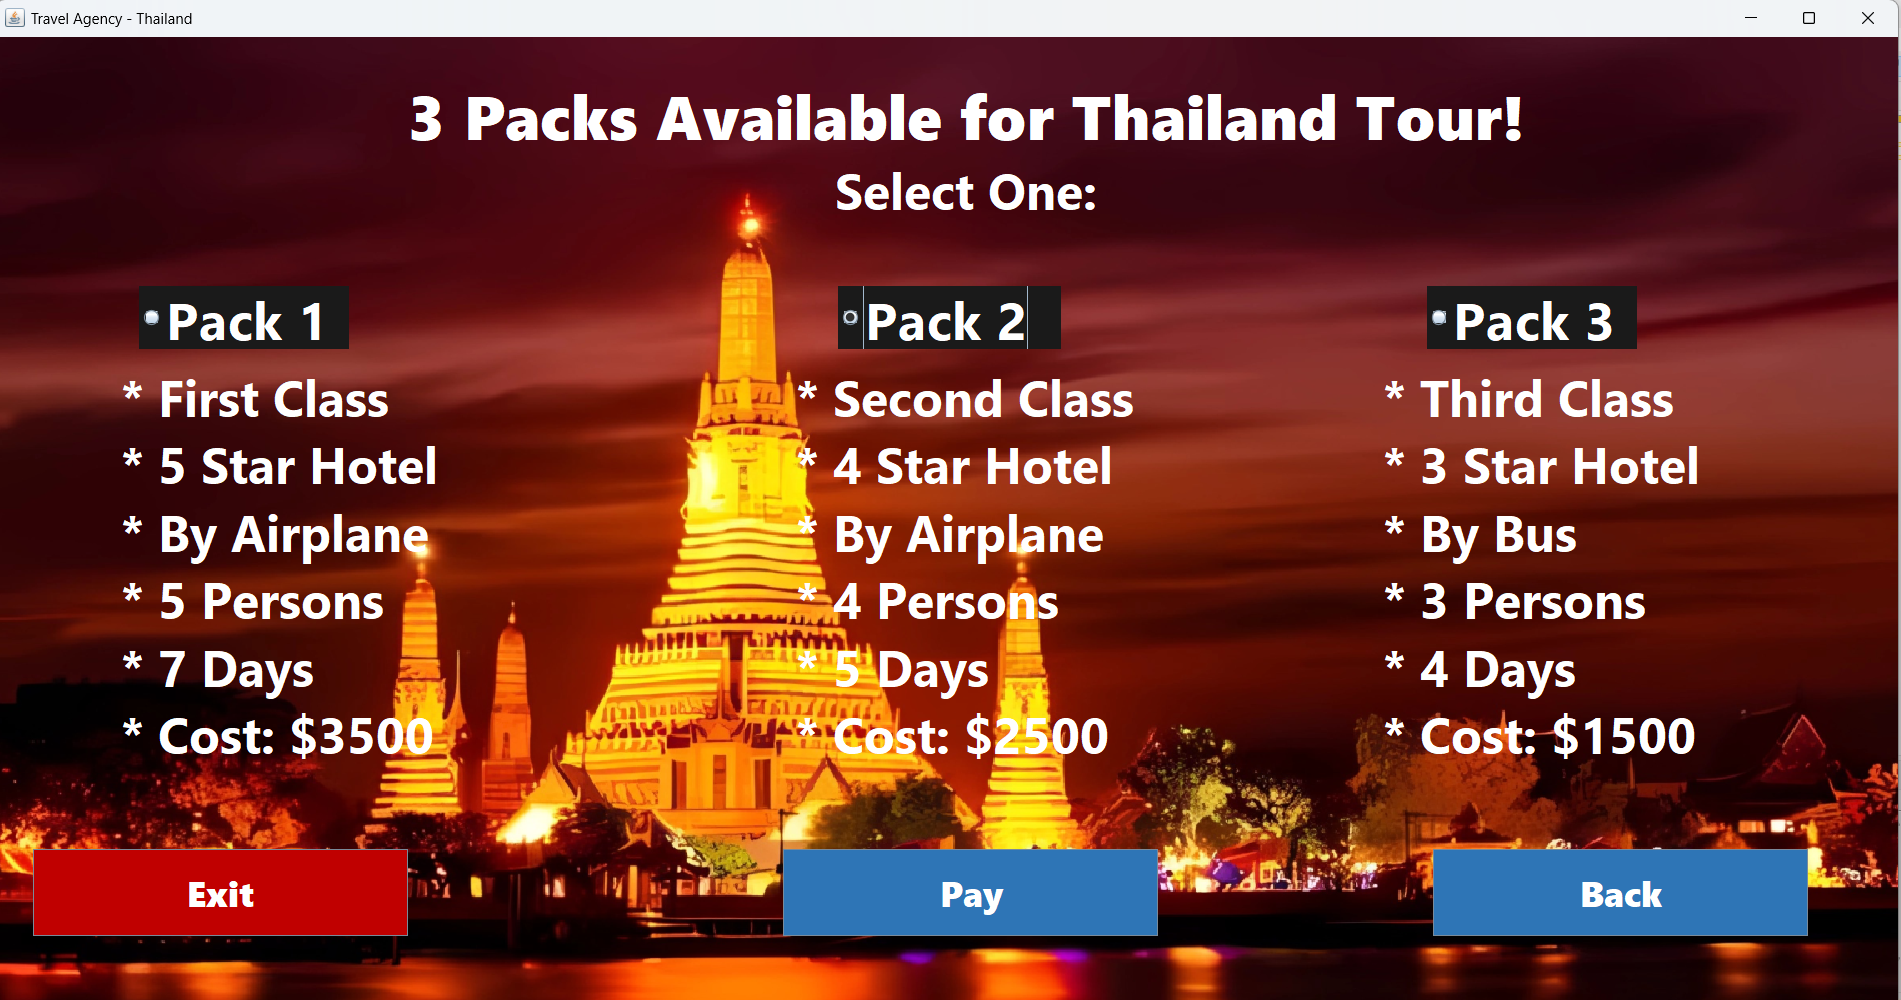 Travel Agency - Thailand
3 Packs Available for Thailand Tour!
Select One:
Pack 1
* First Class
* 5 Star Hotel
* By Airplane
* 5 Persons
* 7 Days
* Cost: $3500
Pack 2
* Second Class
* 4 Star Hotel
* By Airplane
* 4 Persons
* 5 Days
* Cost: $2500
Pack 3
* Third Class
* 3 Star Hotel
* By Bus
* 3 Persons
* 4 Days
* Cost: $1500
Exit
Pay
Back